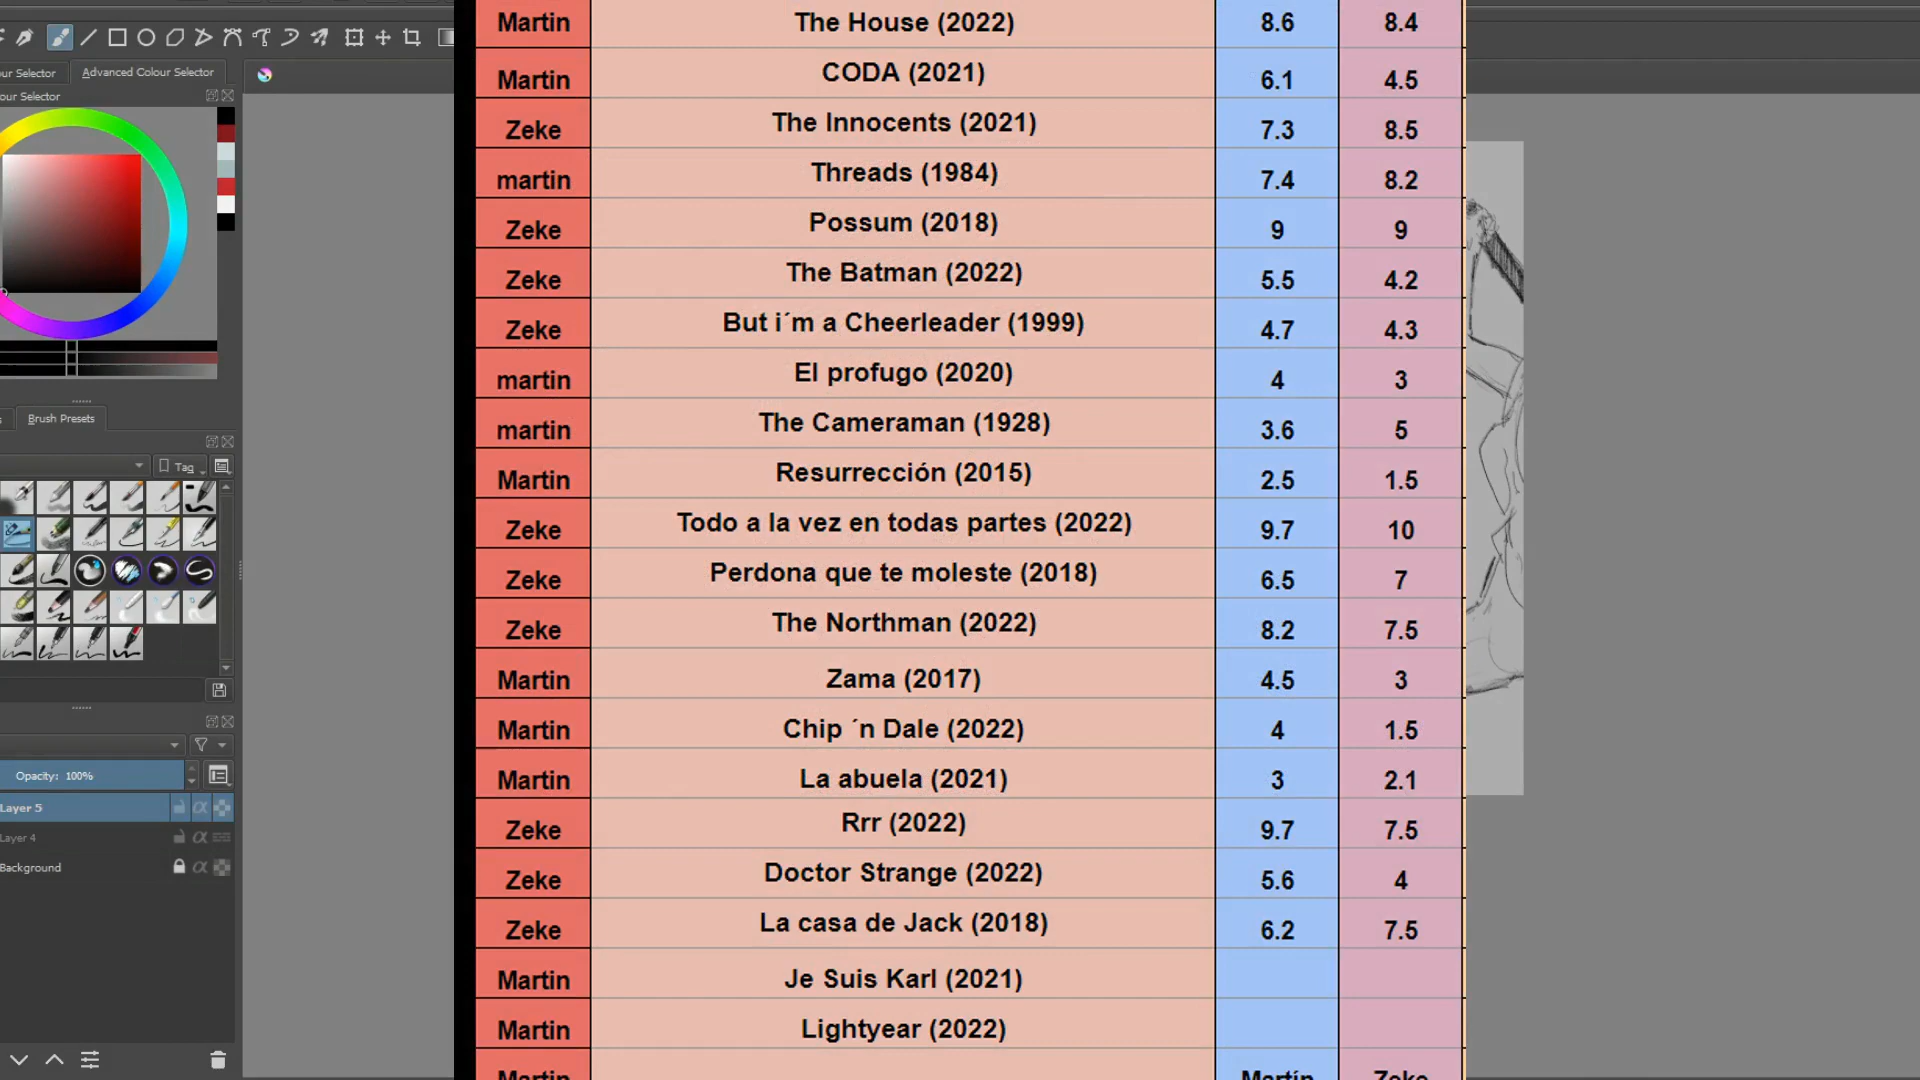 our Selector
Advanced Colour Selector
our Selector
Brush Presets
Tag
Opacity: 100%
Layer 5
Layer 4
Background
Martin The House (2022) 8.6 8.4
Martin CODA (2021) 6.1 4.5
Zeke The Innocents (2021) 7.3 8.5
martin Threads (1984) 7.4 8.2
Zeke Possum (2018) 9 9
Zeke The Batman (2022) 5.5 4.2
Zeke But i´m a Cheerleader (1999) 4.7 4.3
martin El profugo (2020) 4 3
martin The Cameraman (1928) 3.6 5
Martin Resurrección (2015) 2.5 1.5
Zeke Todo a la vez en todas partes (2022) 9.7 10
Zeke Perdona que te moleste (2018) 6.5 7
Zeke The Northman (2022) 8.2 7.5
Martin Zama (2017) 4.5 3
Martin Chip ´n Dale (2022) 4 1.5
Martin La abuela (2021) 3 2.1
Zeke Rrr (2022) 9.7 7.5
Zeke Doctor Strange (2022) 5.6 4
Zeke La casa de Jack (2018) 6.2 7.5
Martin Je Suis Karl (2021)
Martin Lightyear (2022)
Martin Martín Zeke